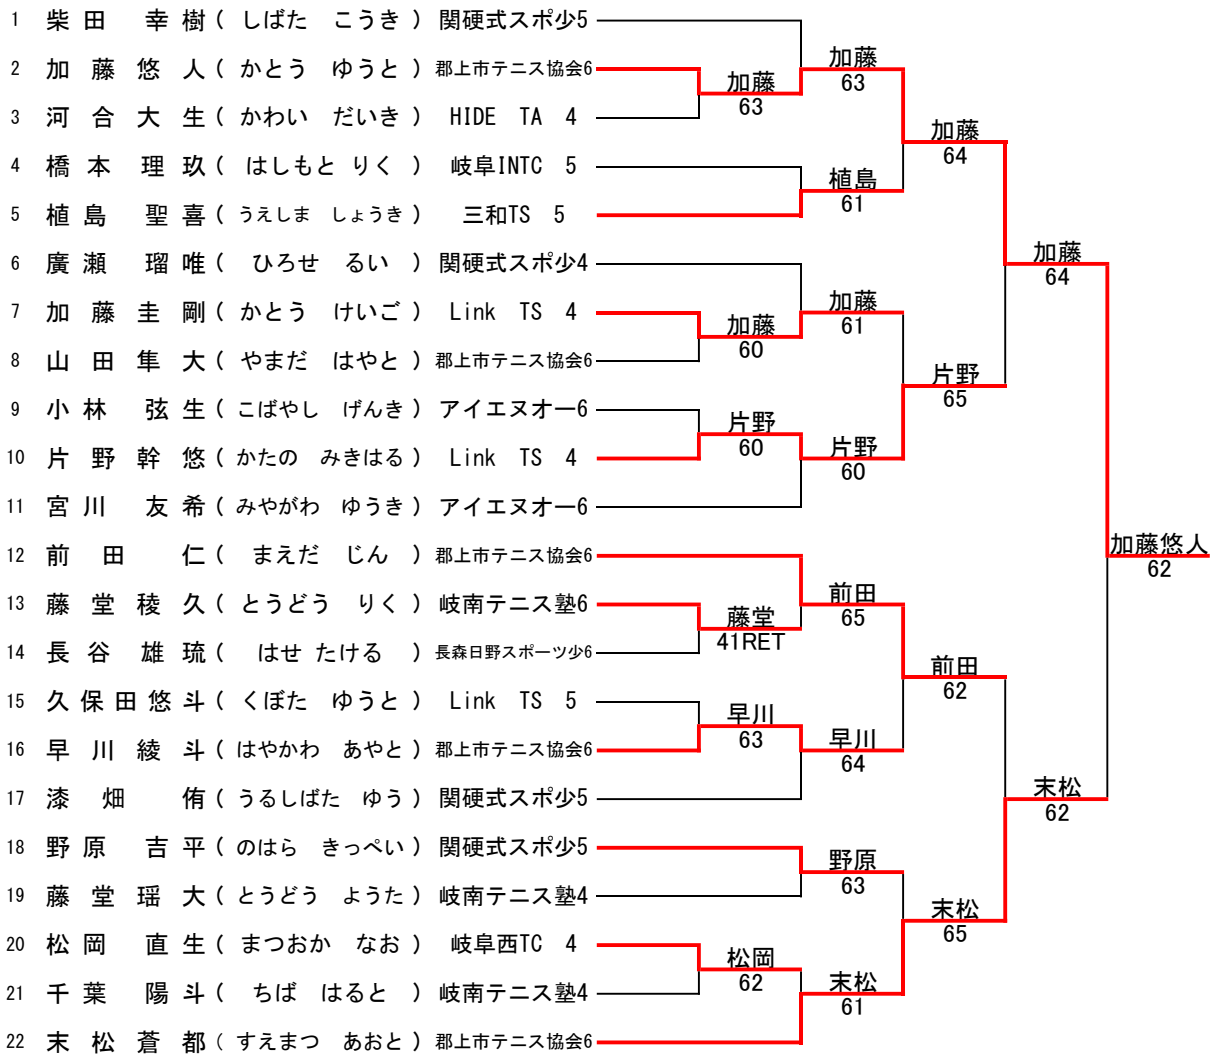 1 柴田 幸樹 ( しばた こうき ) 関硬式スポ少5
2 加藤悠人 ( かとう ゆうと ) 郡上市テニス協会6
3 河合大生 ( かわい だいき ) HIDE TA 4
4 橋本 理玖 ( はしもと りく ) 岐阜INTC 5
5 植島 聖喜 ( うえしま しょうき ) 三和TS 5
6 廣瀬 瑠唯 ( ひろせ るい ) 関硬式スポ少4
7 加藤圭剛 ( かとう けいご ) Link TS 4
8 山田隼大 ( やまだ はやと ) 郡上市テニス協会6
9 小林 弦生 ( こばやし げんき ) アイエヌオー6
10 片野幹悠 ( かたの みきはる ) Link TS 4
11 宮川 友希 ( みやがわ ゆうき ) アイエヌオー6
12 前田 仁 ( まえだ じん ) 郡上市テニス協会6
13 藤堂稜久 ( とうどう りく ) 岐南テニス塾6
14 長谷雄琉 ( はせ たける ) 長森日野スポーツ少6
15 久保田悠斗 ( くぼた ゆうと ) Link TS 5
16 早川綾斗 ( はやかわ あやと ) 郡上市テニス協会6
17 漆畑 侑 ( うるしばた ゆう ) 関硬式スポ少5
18 野原 吉平 ( のはら きっぺい ) 関硬式スポ少5
19 藤堂瑶大 ( とうどう ようた ) 岐南テニス塾4
20 松岡 直生 ( まつおか なお ) 岐阜西TC 4
21 千葉 陽斗 ( ちば はると ) 岐南テニス塾4
22 末松蒼都 ( すえまつ あおと ) 郡上市テニス協会6
加藤
63
加藤
60
片野
60
藤堂
41RET
早川
63
松岡
62
加藤
63
植島
61
加藤
61
片野
60
前田
65
早川
64
野原
63
末松
61
加藤
64
片野
65
前田
62
末松
65
加藤
64
末松
62
加藤悠人
62